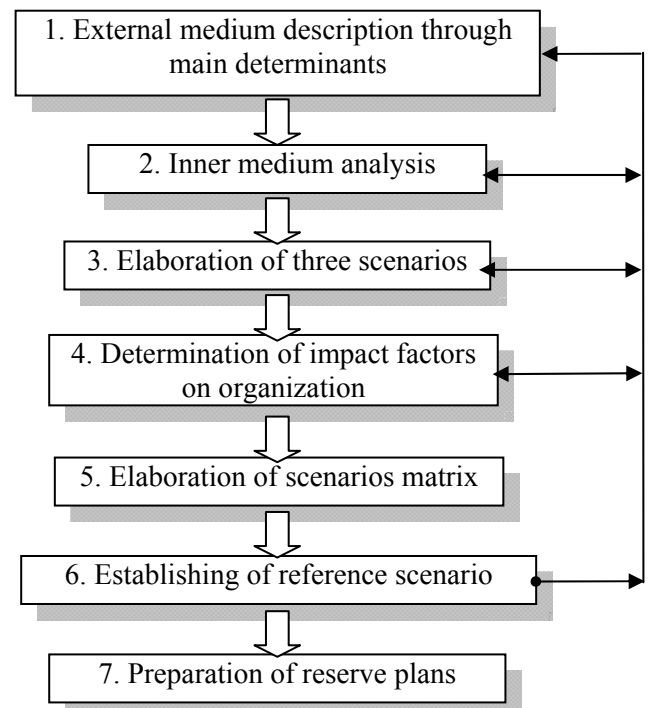 1. External medium description through
main determinants
2. Inner medium analysis
3. Elaboration of three scenarios
4. Determination of impact factors
on organization
5. Elaboration of scenarios matrix
6. Establishing of reference scenario
7. Preparation of reserve plans